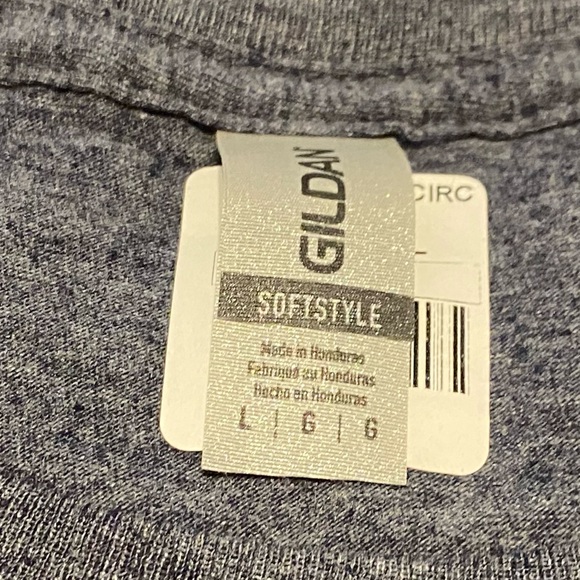 GILDAN
CIRC
SOFTSTYLE
Made in Honduras
Fabriqué au Honduras
Hecho en Honduras
L | G | G